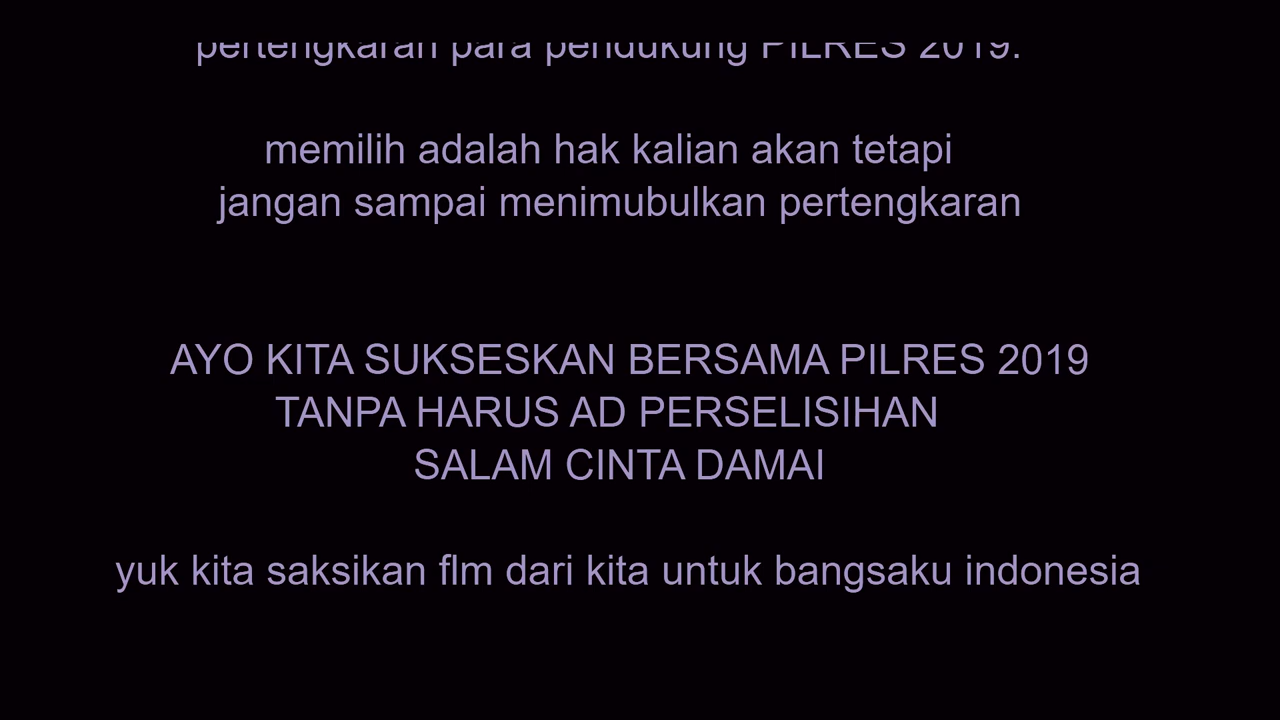 pertengkaran para pendukung PILRES 2019.
memilih adalah hak kalian akan tetapi
jangan sampai menimubulkan pertengkaran
AYO KITA SUKSESKAN BERSAMA PILRES 2019
TANPA HARUS AD PERSELISIHAN
SALAM CINTA DAMAI
yuk kita saksikan flm dari kita untuk bangsaku indonesia